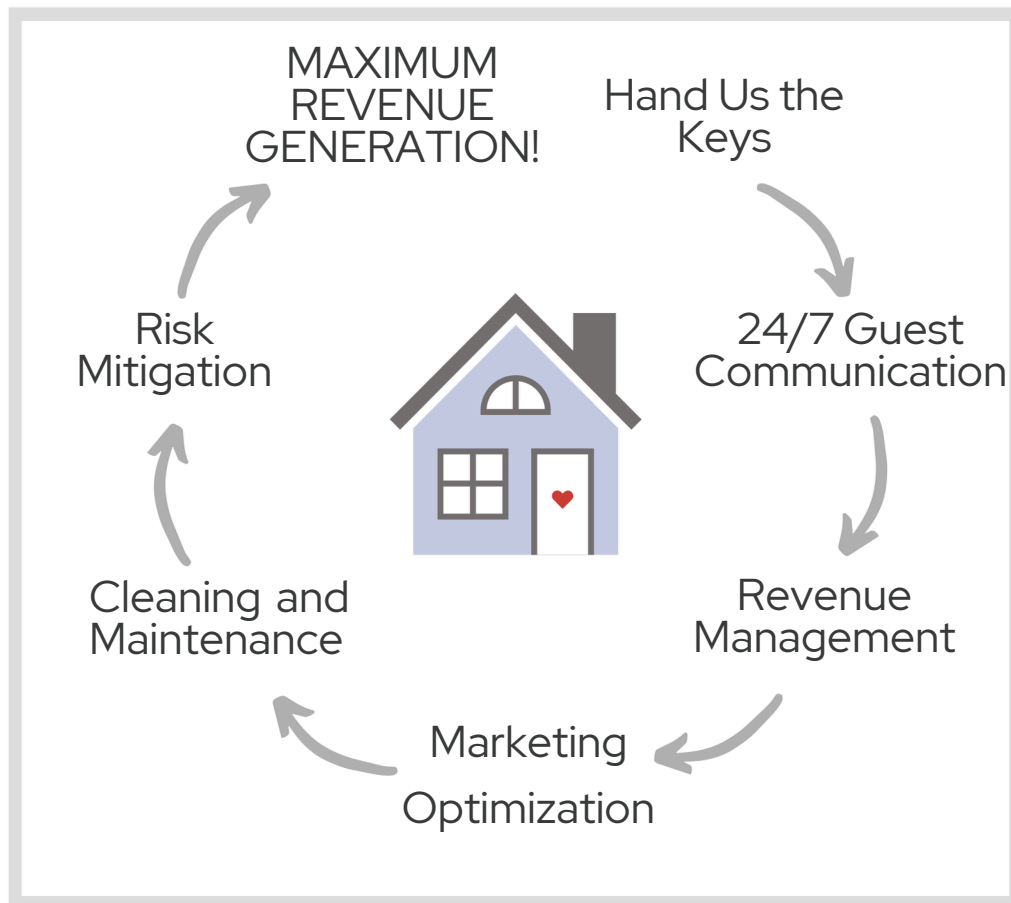 MAXIMUM
REVENUE
GENERATION!
Hand Us the
Keys
24/7 Guest
Communication
Revenue
Management
Marketing
Optimization
Cleaning and
Maintenance
Risk
Mitigation